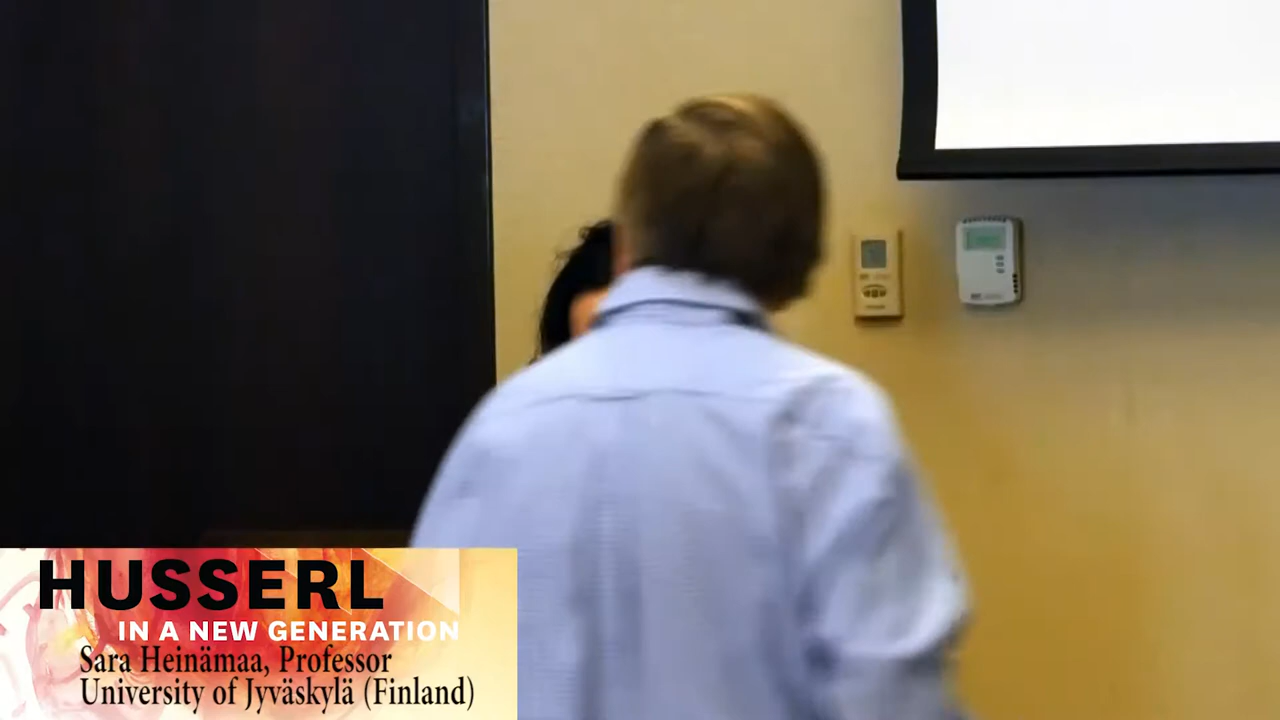 HUSSERL
IN A NEW GENERATION
Sara Heinämaa, Professor
University of Jyväskylä (Finland)